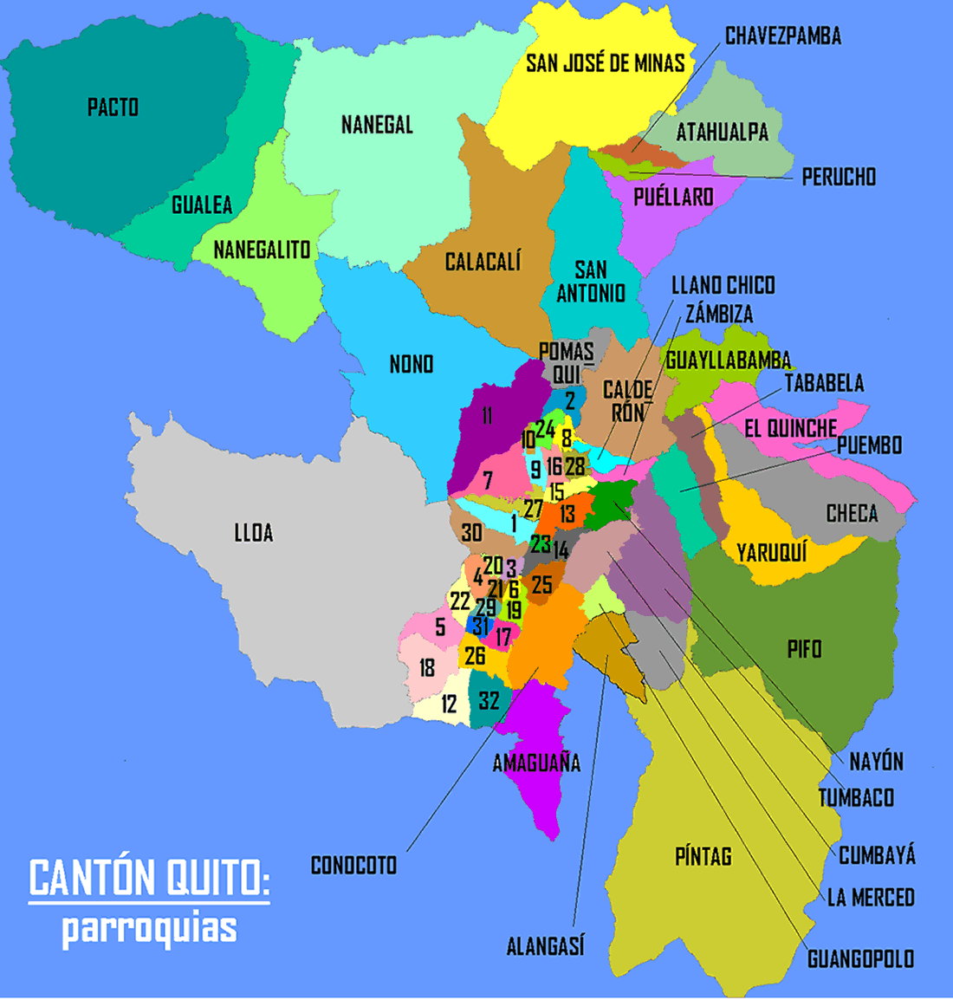 CHAVEZPAMBA
SAN JOSÉ DE MINAS
PACTO
NANEGAL
ATAHUALPA
PERUCHO
PUÉLLARO
GUALEA
NANEGALITO
CALACALÍ
SAN
ANTONIO
LLANO CHICO
ZÁMBIZA
POMAS
QUI
GUAYLLABAMBA
NONO
CALDE
RÓN
TABABELA
2
11
EL QUINCHE
24
10
8
PUEMBO
9
16
28
7
15
CHECA
27
13
1
LLOA
30
23
14
YARUQUÍ
20
3
4
25
21
6
22
29
19
5
31
17
PIFO
26
18
12
32
AMAGUAÑA
NAYÓN
TUMBACO
PÍNTAG
CUMBAYÁ
CONOCOTO
CANTÓN QUITO:
LA MERCED
parroquias
ALANGASÍ
GUANGOPOLO